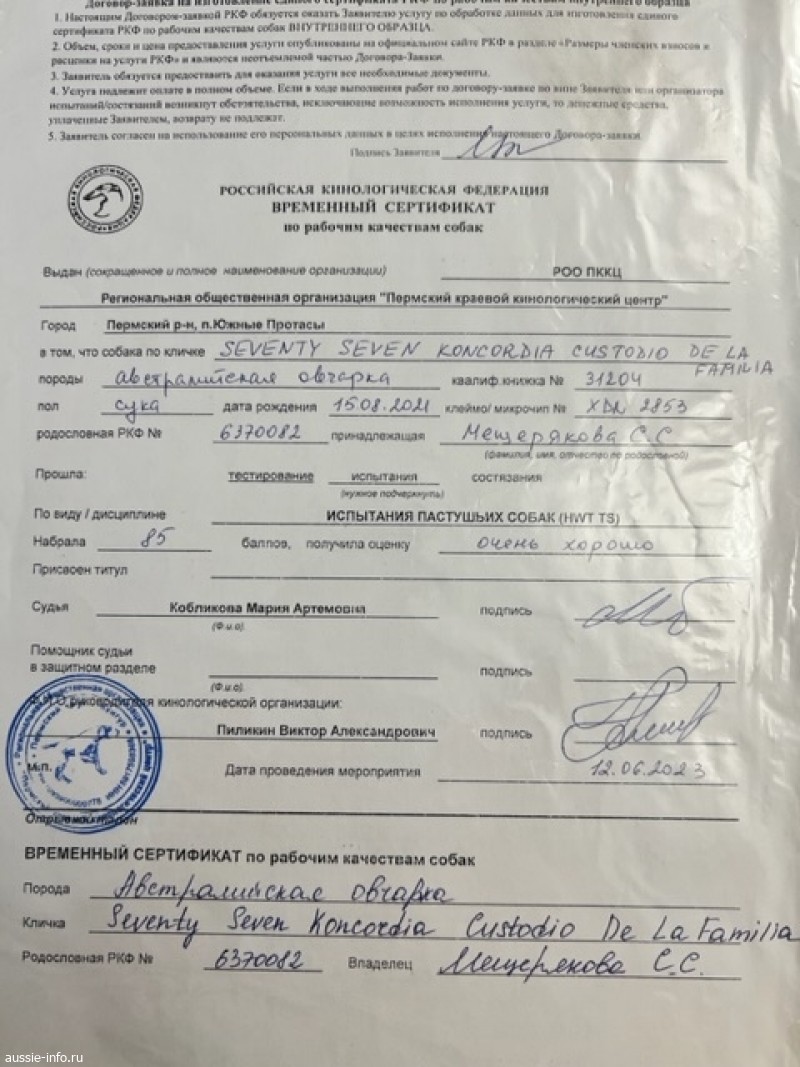 Договор-заявка на изготовление единого сертификата РКФ по рабочим качествам внутреннего образца
1. Настоящим Договором-заявкой РКФ обязуется оказать Заявителю услугу по обработке данных для изготовления единого
сертификата РКФ по рабочим качествам собак ВНУТРЕННЕГО ОБРАЗЦА.
2. Объем, сроки и цена предоставления услуги опубликованы на официальном сайте РКФ в разделе «Размеры членских взносов и
расценки на услуги РКФ» и являются неотъемлемой частью Договора-Заявки.
3. Заявитель обязуется предоставить для оказания услуги все необходимые документы.
4. Услуга подлежит оплате в полном объеме. Если в ходе выполнения работ по договору-заявке по вине Заявителя или организатора
испытаний/состязаний возникнут обстоятельства, исключающие возможность исполнения услуги, то денежные средства,
уплаченные Заявителем, возврату не подлежат.
5. Заявитель согласен на использование его персональных данных в целях исполнения настоящего Договора-заявки.
Подпись Заявителя
РОССИЙСКАЯ КИНОЛОГИЧЕСКАЯ ФЕДЕРАЦИЯ
ВРЕМЕННЫЙ СЕРТИФИКАТ
по рабочим качествам собак
Выдан (сокращенное и полное наименование организации) РОО ПККЦ
Региональная общественная организация "Пермский краевой кинологический центр"
Город Пермский р-н, п.Южные Протасы
в том, что собака по кличке SEVENTY SEVEN KONCORDIA CUSTODIO DE LA
FAMILIA
породы австралийская овчарка квалиф.книжка № 31204
пол сука дата рождения 15.08.2021 клеймо/ микрочип № XDN 2853
родословная РКФ № 6370082 принадлежащая Мещерякова С.С
(фамилия, имя, отчество по родословной)
Прошла: тестирование испытания состязания
(нужное подчеркнуть)
По виду / дисциплине ИСПЫТАНИЯ ПАСТУШЬИХ СОБАК (HWT TS)
Набрала 85 баллов, получила оценку очень хорошо
Присвоен титул
Судья Кобликова Мария Артемовна подпись
(Ф.и.о).
Помощник судьи
в защитном разделе подпись
(Ф.и.о).
Ф.И.О руководителя кинологической организации:
Пиликин Виктор Александрович подпись
М.П. Дата проведения мероприятия 12.06.2023
Отрывной талон
ВРЕМЕННЫЙ СЕРТИФИКАТ по рабочим качествам собак
Порода Австралийская овчарка
Кличка Seventy Seven Koncordia Custodio De La Familia
Родословная РКФ № 6370082 Владелец Мещерякова С.С.
aussie-info.ru